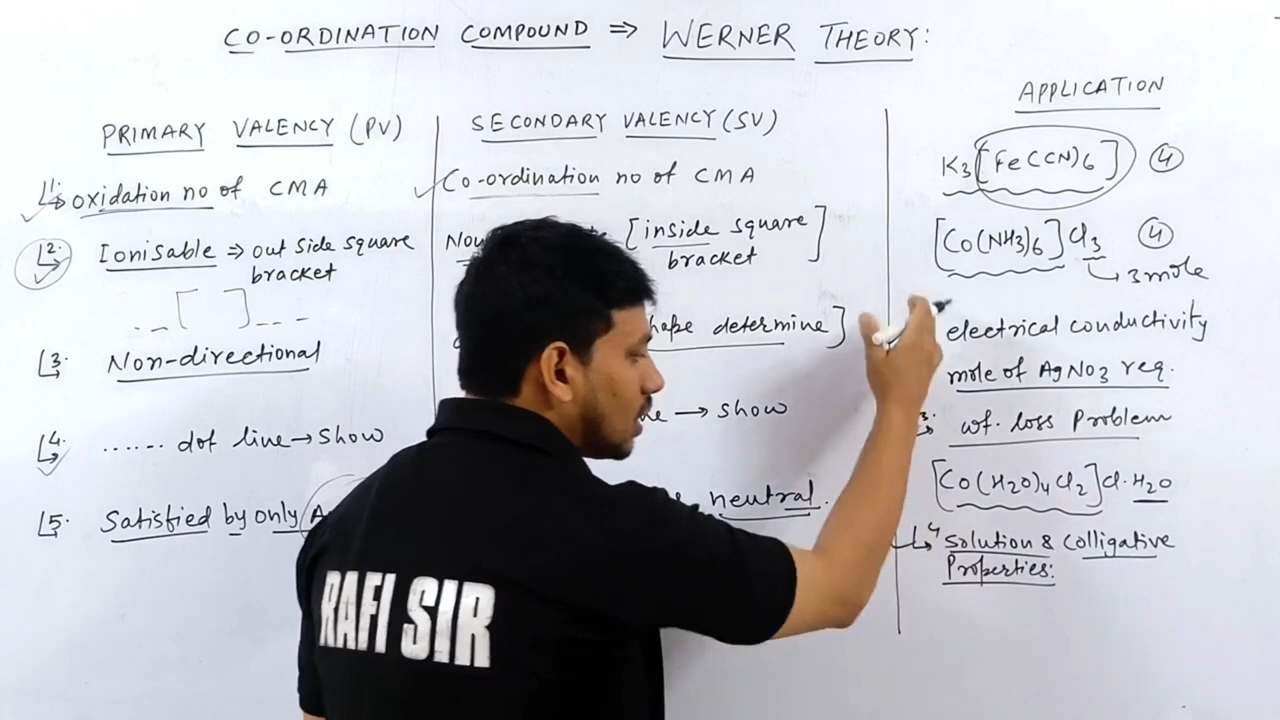 CO-ORDINATION COMPOUND ⇒ WERNER THEORY:
PRIMARY VALENCY (PV)
1. oxidation no of CMA
2. Ionisable ⇒ out side square
bracket
...[ ]...
3. Non-directional
4. ...... dot line → show
5. Satisfied by only
SECONDARY VALENCY (SV)
Co-ordination no of CMA
[inside square
bracket]
shape determine]
→ show
neutral.
APPLICATION
K3[Fe(CN)6] 4
[Co(NH3)6]Cl3 4
→ 3 mole
electrical conductivity
mole of AgNO3 req.
3. wt. loss Problem
[Co(H2O)4Cl2]Cl·H2O
4 Solution & Colligative
Properties:
RAFI SIR